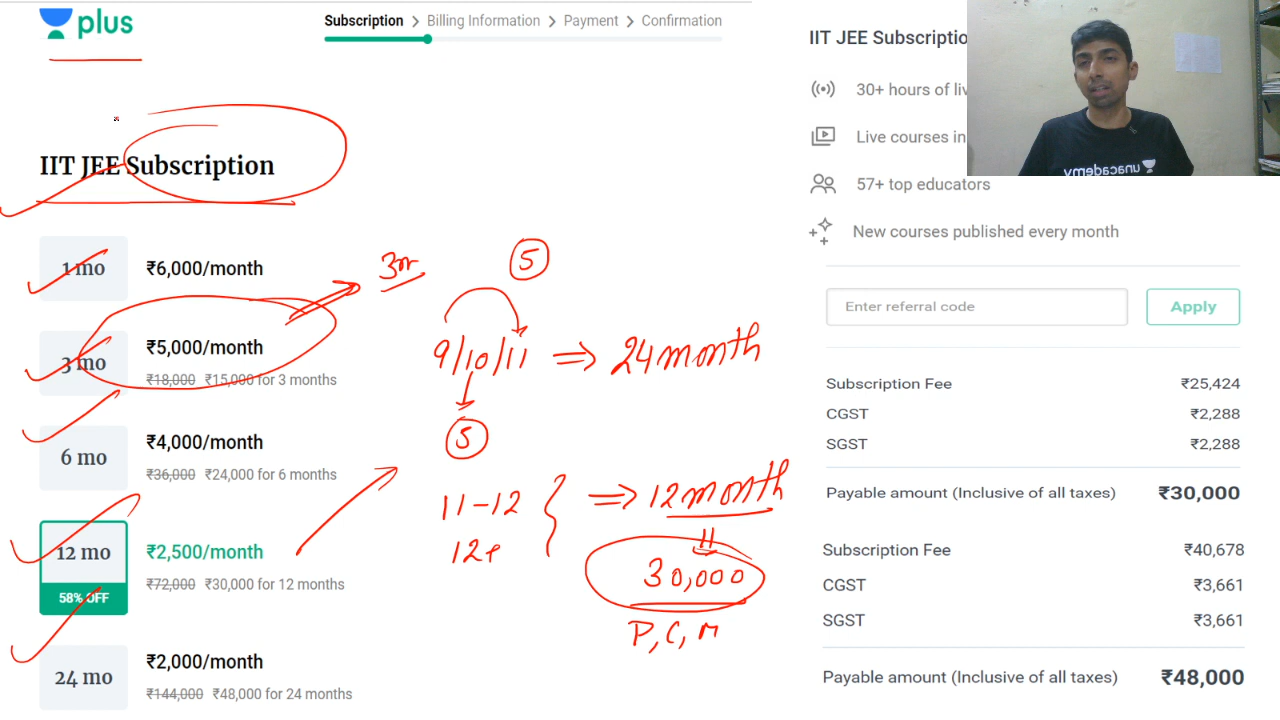 plus
Subscription > Billing Information > Payment > Confirmation
IIT JEE Subscription
1 mo ₹6,000/month
3 mo ₹5,000/month
₹18,000 ₹15,000 for 3 months
6 mo ₹4,000/month
₹36,000 ₹24,000 for 6 months
12 mo ₹2,500/month
58% OFF ₹72,000 ₹30,000 for 12 months
24 mo ₹2,000/month
₹144,000 ₹48,000 for 24 months
5
9/10/11 ⇒ 24 month
5
11-12 ⇒ 12 month
12+
30,000
P, C, M
IIT JEE Subscriptio
30+ hours of liv
Live courses in
unacademy
57+ top educators
New courses published every month
Enter referral code Apply
Subscription Fee ₹25,424
CGST ₹2,288
SGST ₹2,288
Payable amount (Inclusive of all taxes) ₹30,000
Subscription Fee ₹40,678
CGST ₹3,661
SGST ₹3,661
Payable amount (Inclusive of all taxes) ₹48,000